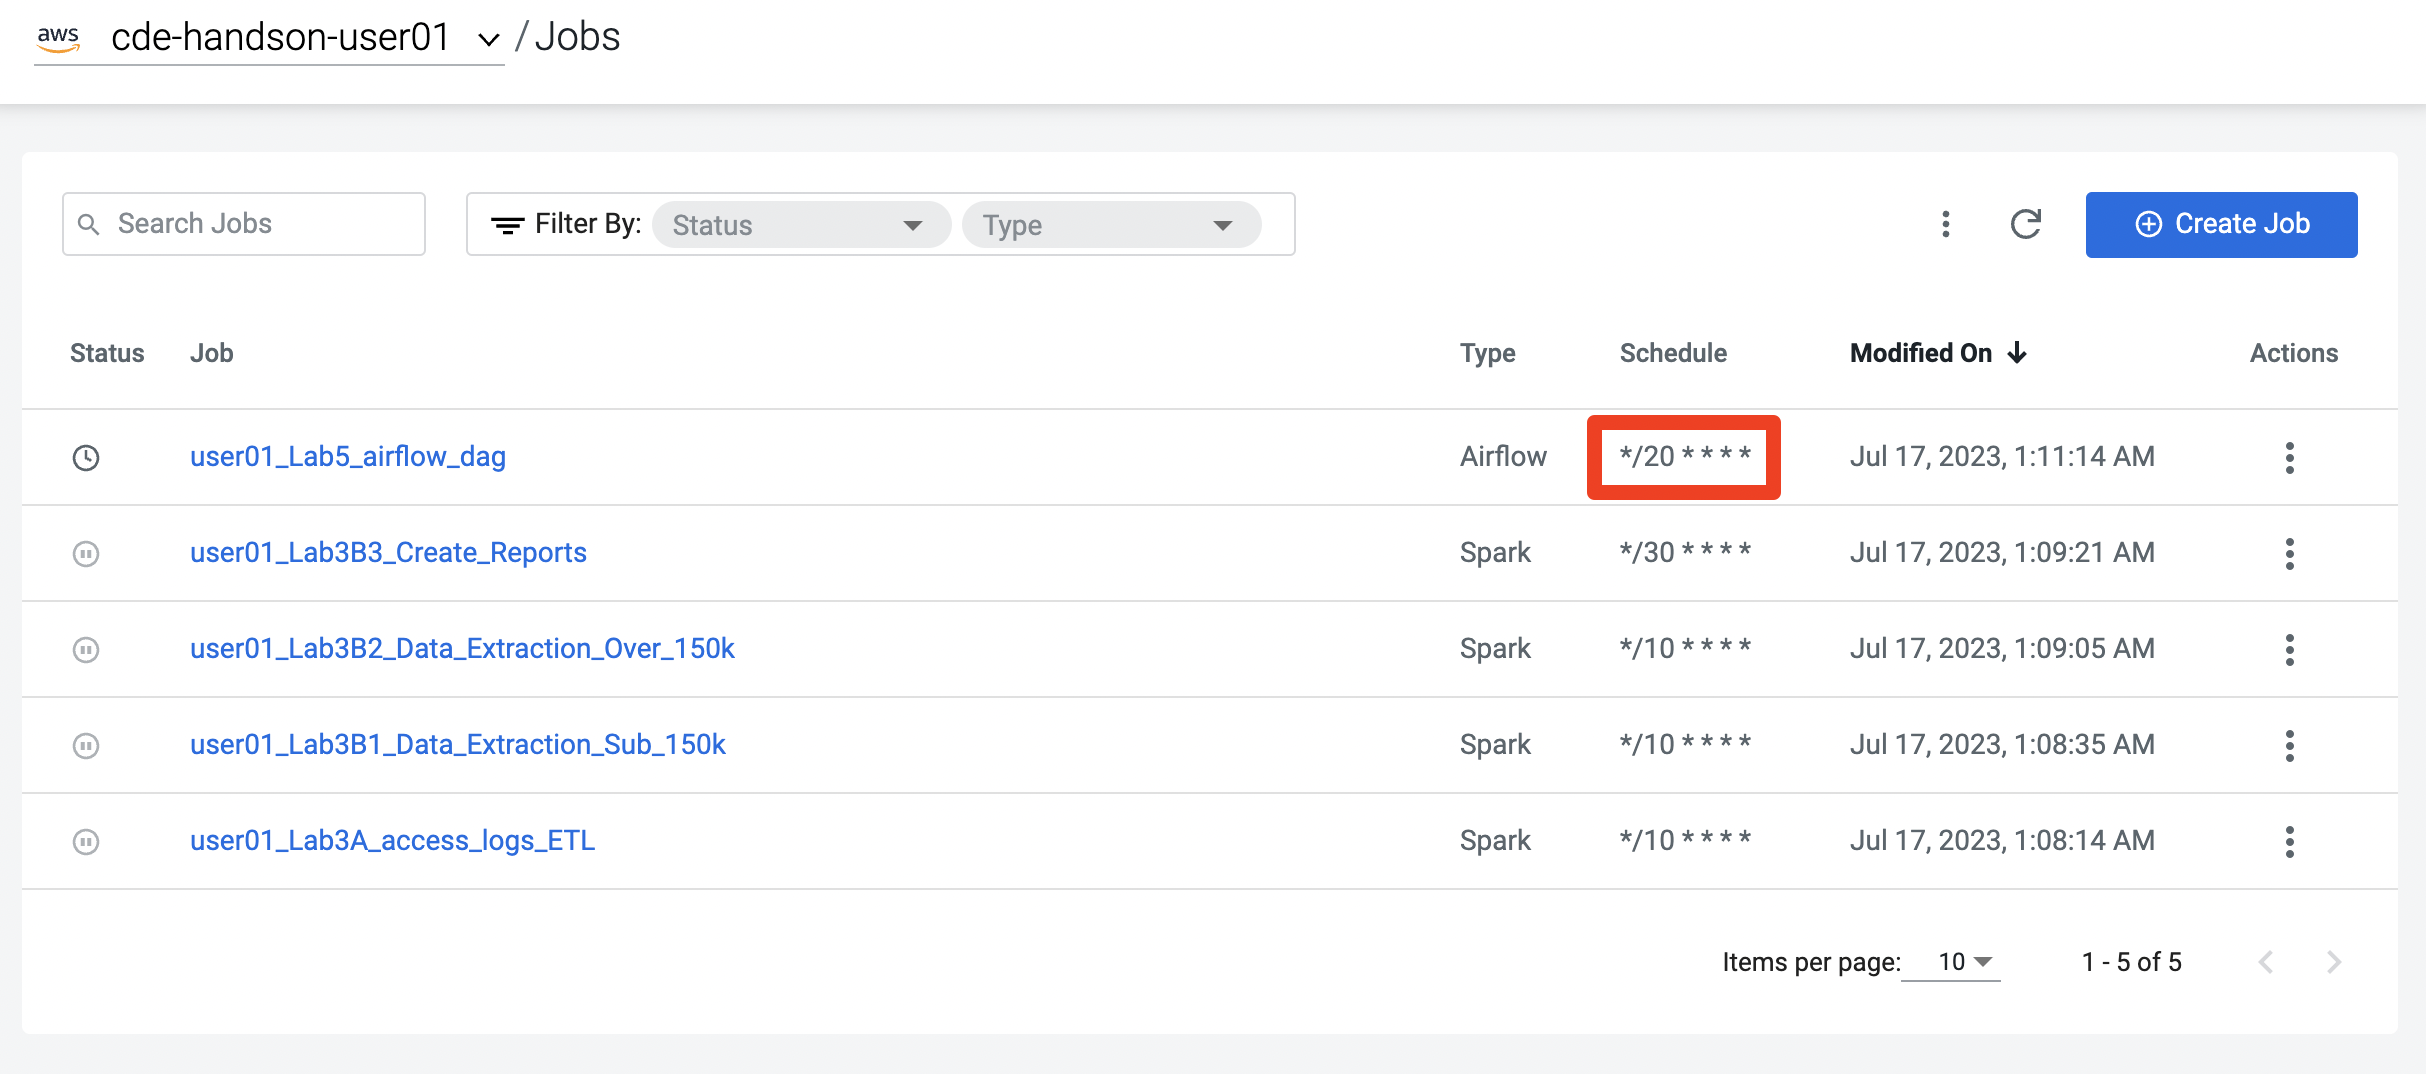 aws cde-handson-user01 / Jobs
Search Jobs Filter By: Status Type Create Job
Status Job Type Schedule Modified On Actions
user01_Lab5_airflow_dag Airflow */20 * * * * Jul 17, 2023, 1:11:14 AM
user01_Lab3B3_Create_Reports Spark */30 * * * * Jul 17, 2023, 1:09:21 AM
user01_Lab3B2_Data_Extraction_Over_150k Spark */10 * * * * Jul 17, 2023, 1:09:05 AM
user01_Lab3B1_Data_Extraction_Sub_150k Spark */10 * * * * Jul 17, 2023, 1:08:35 AM
user01_Lab3A_access_logs_ETL Spark */10 * * * * Jul 17, 2023, 1:08:14 AM
Items per page: 10 1 - 5 of 5